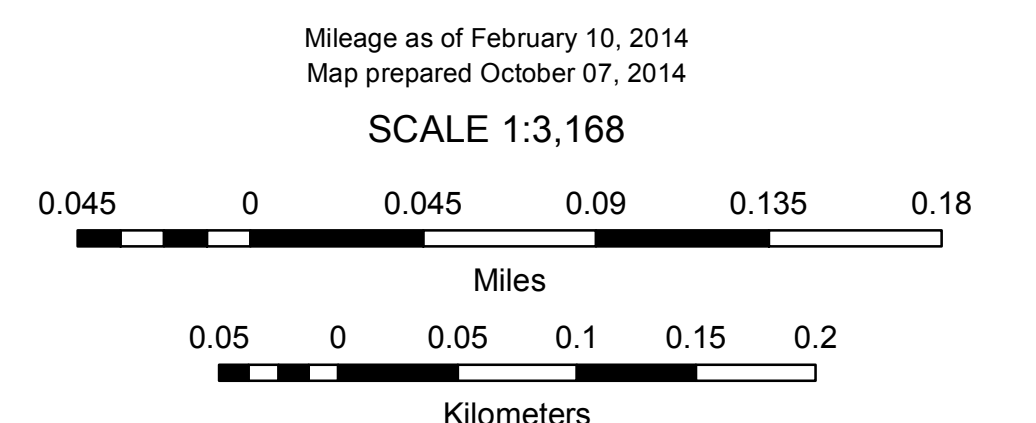 Mileage as of February 10, 2014
Map prepared October 07, 2014
SCALE 1:3,168
0.045 0 0.045 0.09 0.135 0.18
Miles
0.05 0 0.05 0.1 0.15 0.2
Kilometers